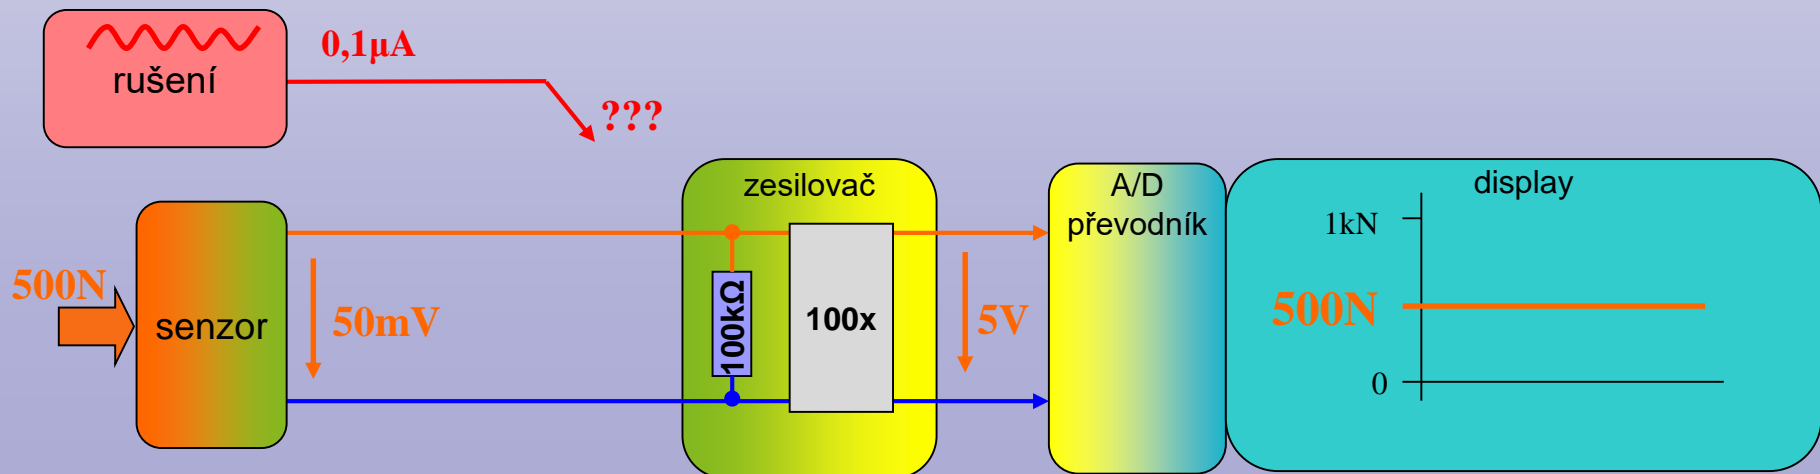 rušení
0,1µA
???
500N
senzor
50mV
zesilovač
100kΩ
100x
5V
A/D
převodník
display
1kN
500N
0